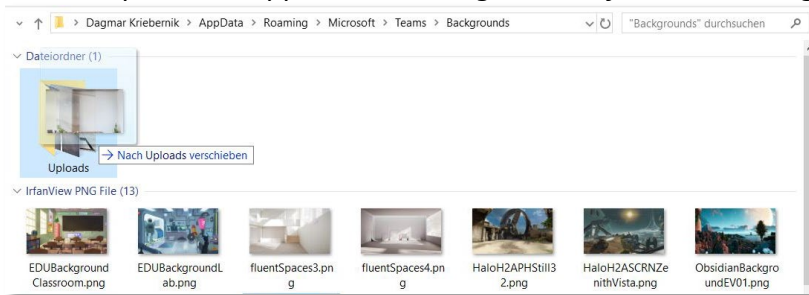 > Dagmar Kriebernik > AppData > Roaming > Microsoft > Teams > Backgrounds
"Backgrounds" durchsuchen
Dateiordner (1)
→ Nach Uploads verschieben
Uploads
IrfanView PNG File (13)
EDUBackground
Classroom.png
EDUBackgroundL
ab.png
fluentSpaces3.pn
g
fluentSpaces4.pn
g
HaloH2APHStill3
2.png
HaloH2ASCRNZe
nithVista.png
ObsidianBackgro
undEV01.png